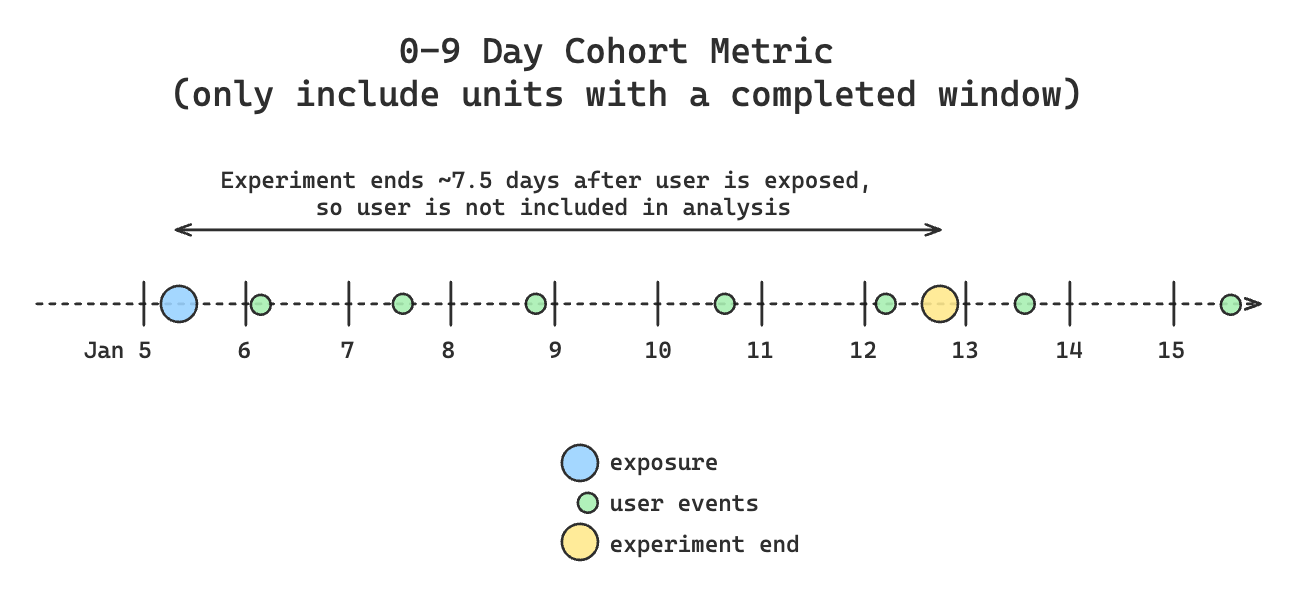 0–9 Day Cohort Metric
(only include units with a completed window)
Experiment ends ~7.5 days after user is exposed,
so user is not included in analysis
Jan 5 6 7 8 9 10 11 12 13 14 15
exposure
user events
experiment end